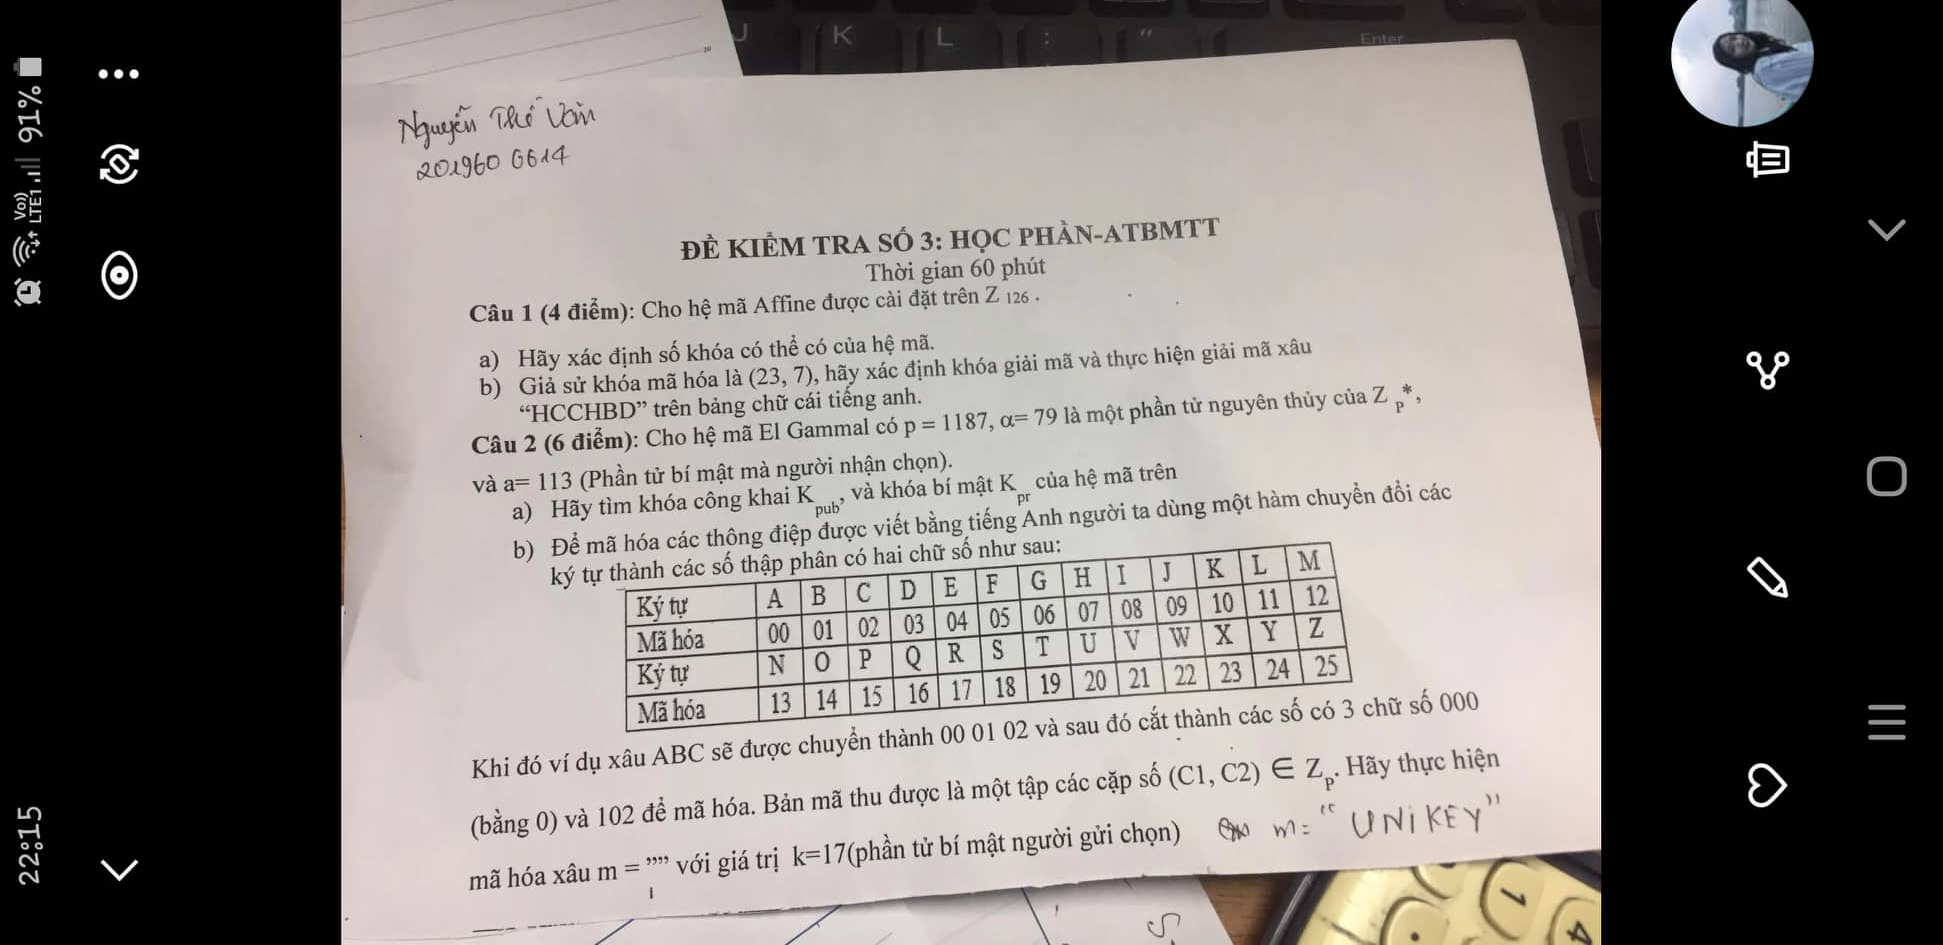 J K L : " Enter
Nguyễn Thế Văn
20196060614
ĐỀ KIỂM TRA SỐ 3: HỌC PHẦN-ATBMTT
Thời gian 60 phút
Câu 1 (4 điểm): Cho hệ mã Affine được cài đặt trên Z 126 .
a) Hãy xác định số khóa có thể có của hệ mã.
b) Giả sử khóa mã hóa là (23, 7), hãy xác định khóa giải mã và thực hiện giải mã xâu
“HCCHBD” trên bảng chữ cái tiếng anh.
Câu 2 (6 điểm): Cho hệ mã El Gammal có p = 1187, α= 79 là một phần tử nguyên thủy của Z p*,
và a= 113 (Phần tử bí mật mà người nhận chọn).
a) Hãy tìm khóa công khai K pub, và khóa bí mật K pr của hệ mã trên
b) Để mã hóa các thông điệp được viết bằng tiếng Anh người ta dùng một hàm chuyển đổi các
ký tự thành các số thập phân có hai chữ số như sau:
Ký tự A B C D E F G H I J K L M
Mã hóa 00 01 02 03 04 05 06 07 08 09 10 11 12
Ký tự N O P Q R S T U V W X Y Z
Mã hóa 13 14 15 16 17 18 19 20 21 22 23 24 25
Khi đó ví dụ xâu ABC sẽ được chuyển thành 00 01 02 và sau đó cắt thành các số có 3 chữ số 000
(bằng 0) và 102 để mã hóa. Bản mã thu được là một tập các cặp số (C1, C2) ∈ Z p. Hãy thực hiện
mã hóa xâu m = ”” với giá trị k=17(phần tử bí mật người gửi chọn)
m= “UNiKEY”
1 4
22:15
LTE1 91%